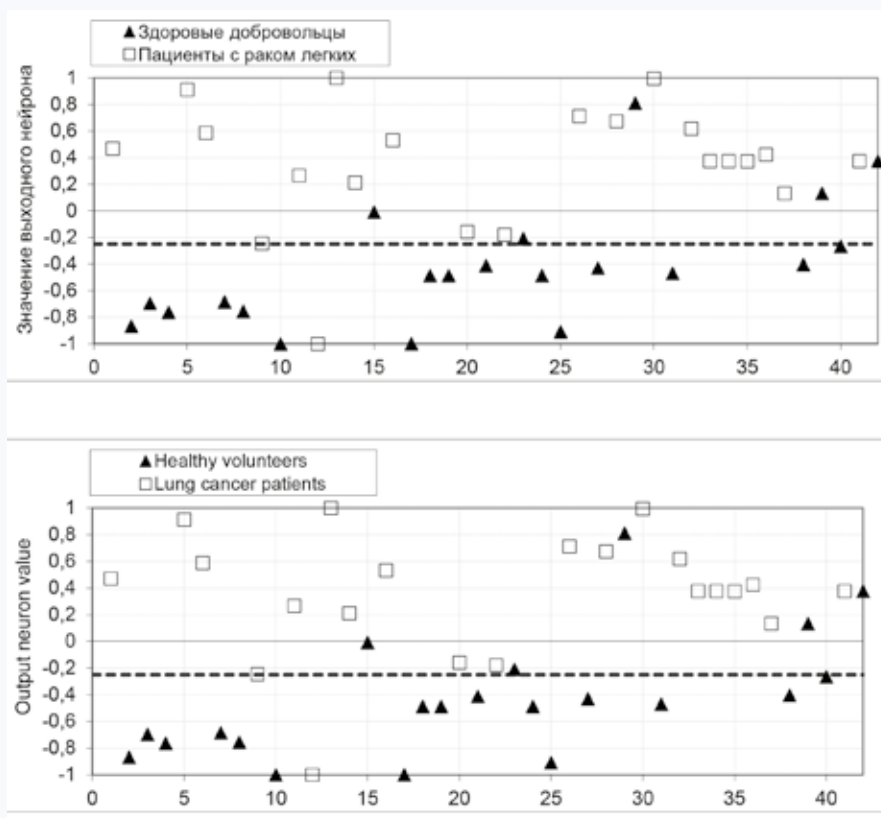 ▲ Здоровые добровольцы
□ Пациенты с раком легких
Значение выходного нейрона
1
0,8
0,6
0,4
0,2
0
-0,2
-0,4
-0,6
-0,8
-1
0 5 10 15 20 25 30 35 40
▲ Healthy volunteers
□ Lung cancer patients
Output neuron value
1
0,8
0,6
0,4
0,2
0
-0,2
-0,4
-0,6
-0,8
-1
0 5 10 15 20 25 30 35 40